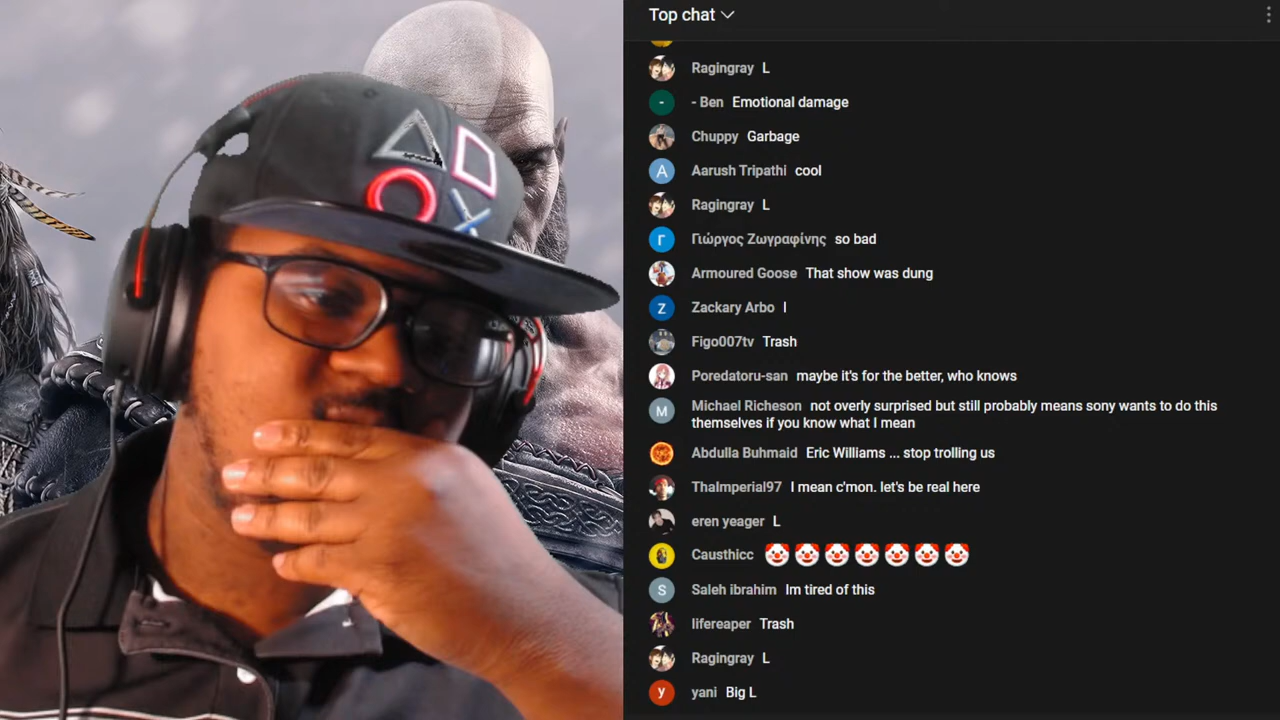 Top chat
Ragingray L
- - Ben Emotional damage
Chuppy Garbage
A Aarush Tripathi cool
Ragingray L
Γ Γιώργος Ζωγραφίνης so bad
Armoured Goose That show was dung
Z Zackary Arbo l
Figo007tv Trash
Poredatoru-san maybe it's for the better, who knows
M Michael Richeson not overly surprised but still probably means sony wants to do this
themselves if you know what I mean
Abdulla Buhmaid Eric Williams ... stop trolling us
ThaImperial97 I mean c'mon. let's be real here
eren yeager L
Causthicc 🤡🤡🤡🤡🤡🤡🤡
S Saleh ibrahim Im tired of this
lifereaper Trash
Ragingray L
y yani Big L